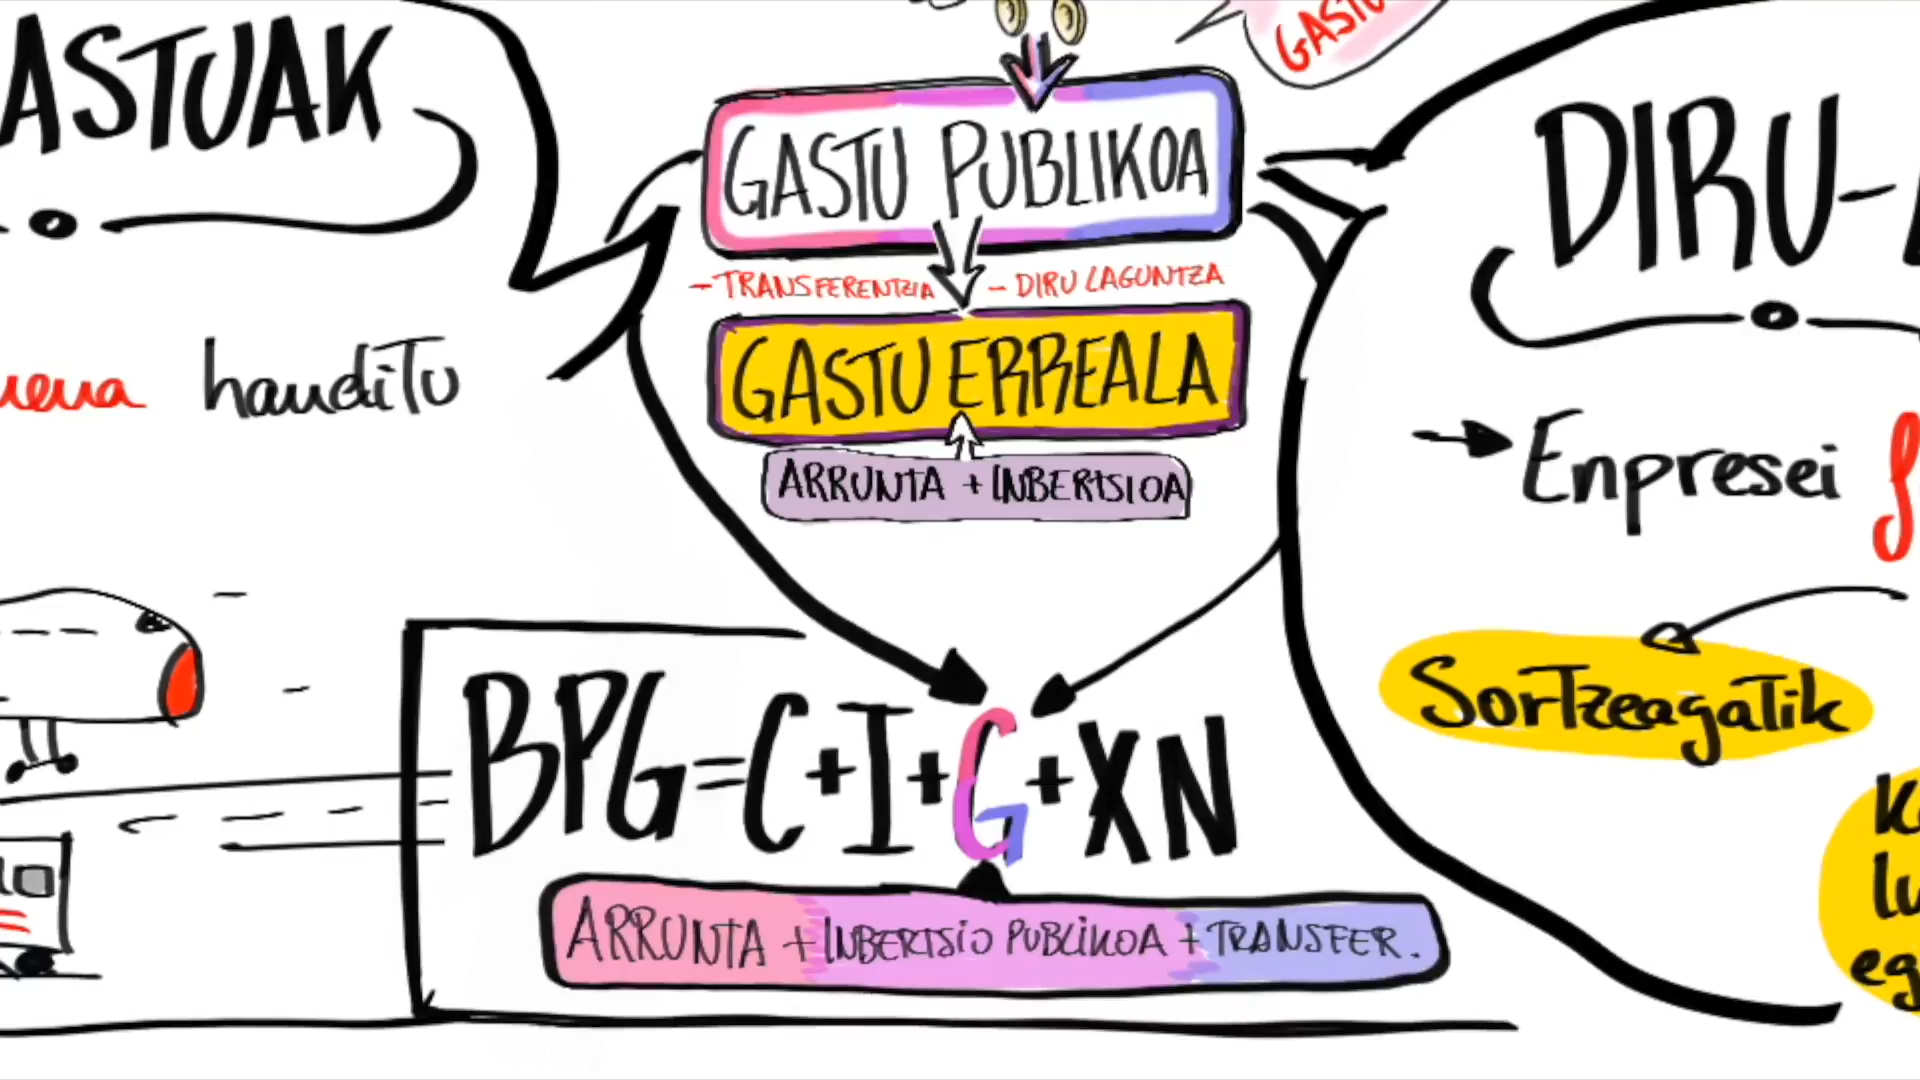 GASTU PUBLIKOA
- TRANSFERENTZIA - DIRU LAGUNTZA
GASTU ERREALA
ARRUNTA + INBERTSIOA
handitu
DIRU-
→ Enpresei
Sortzeagatik
BPG=C+I+G+XN
ARRUNTA + INBERTSIO PUBLIKOA + TRANSFER.